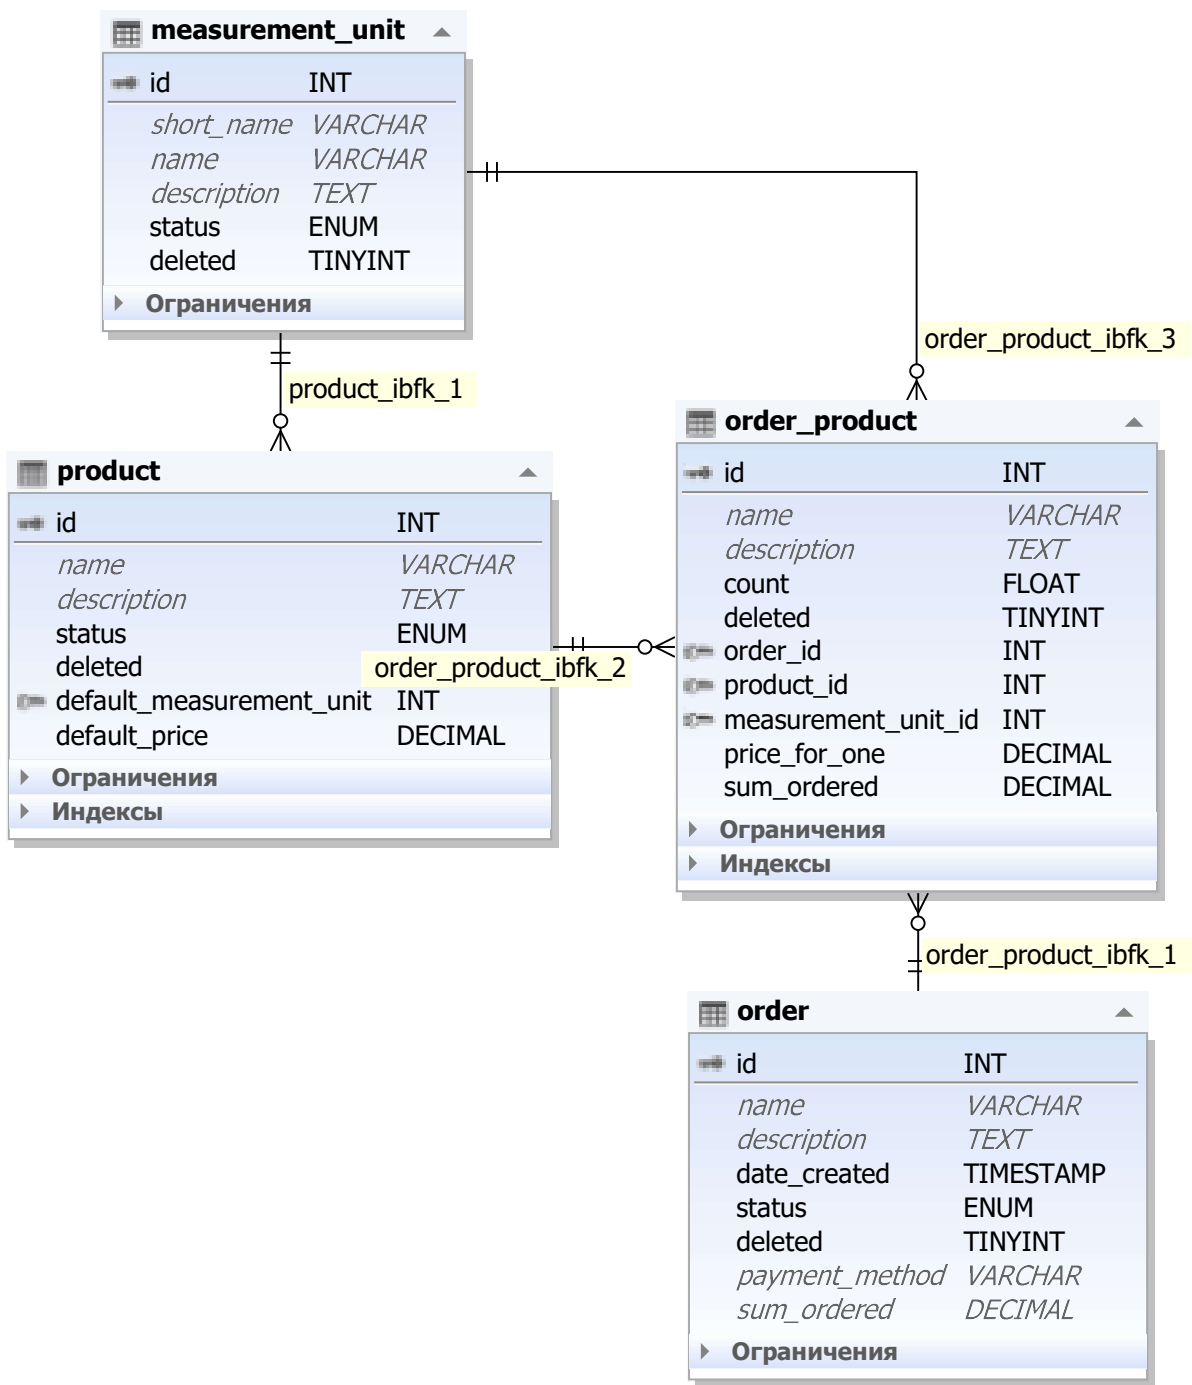 measurement_unit
id INT
short_name VARCHAR
name VARCHAR
description TEXT
status ENUM
deleted TINYINT
Ограничения
order_product_ibfk_3
product_ibfk_1
product
id INT
name VARCHAR
description TEXT
status ENUM
deleted
default_measurement_unit INT
default_price DECIMAL
Ограничения
Индексы
order_product_ibfk_2
order_product
id INT
name VARCHAR
description TEXT
count FLOAT
deleted TINYINT
order_id INT
product_id INT
measurement_unit_id INT
price_for_one DECIMAL
sum_ordered DECIMAL
Ограничения
Индексы
order_product_ibfk_1
order
id INT
name VARCHAR
description TEXT
date_created TIMESTAMP
status ENUM
deleted TINYINT
payment_method VARCHAR
sum_ordered DECIMAL
Ограничения